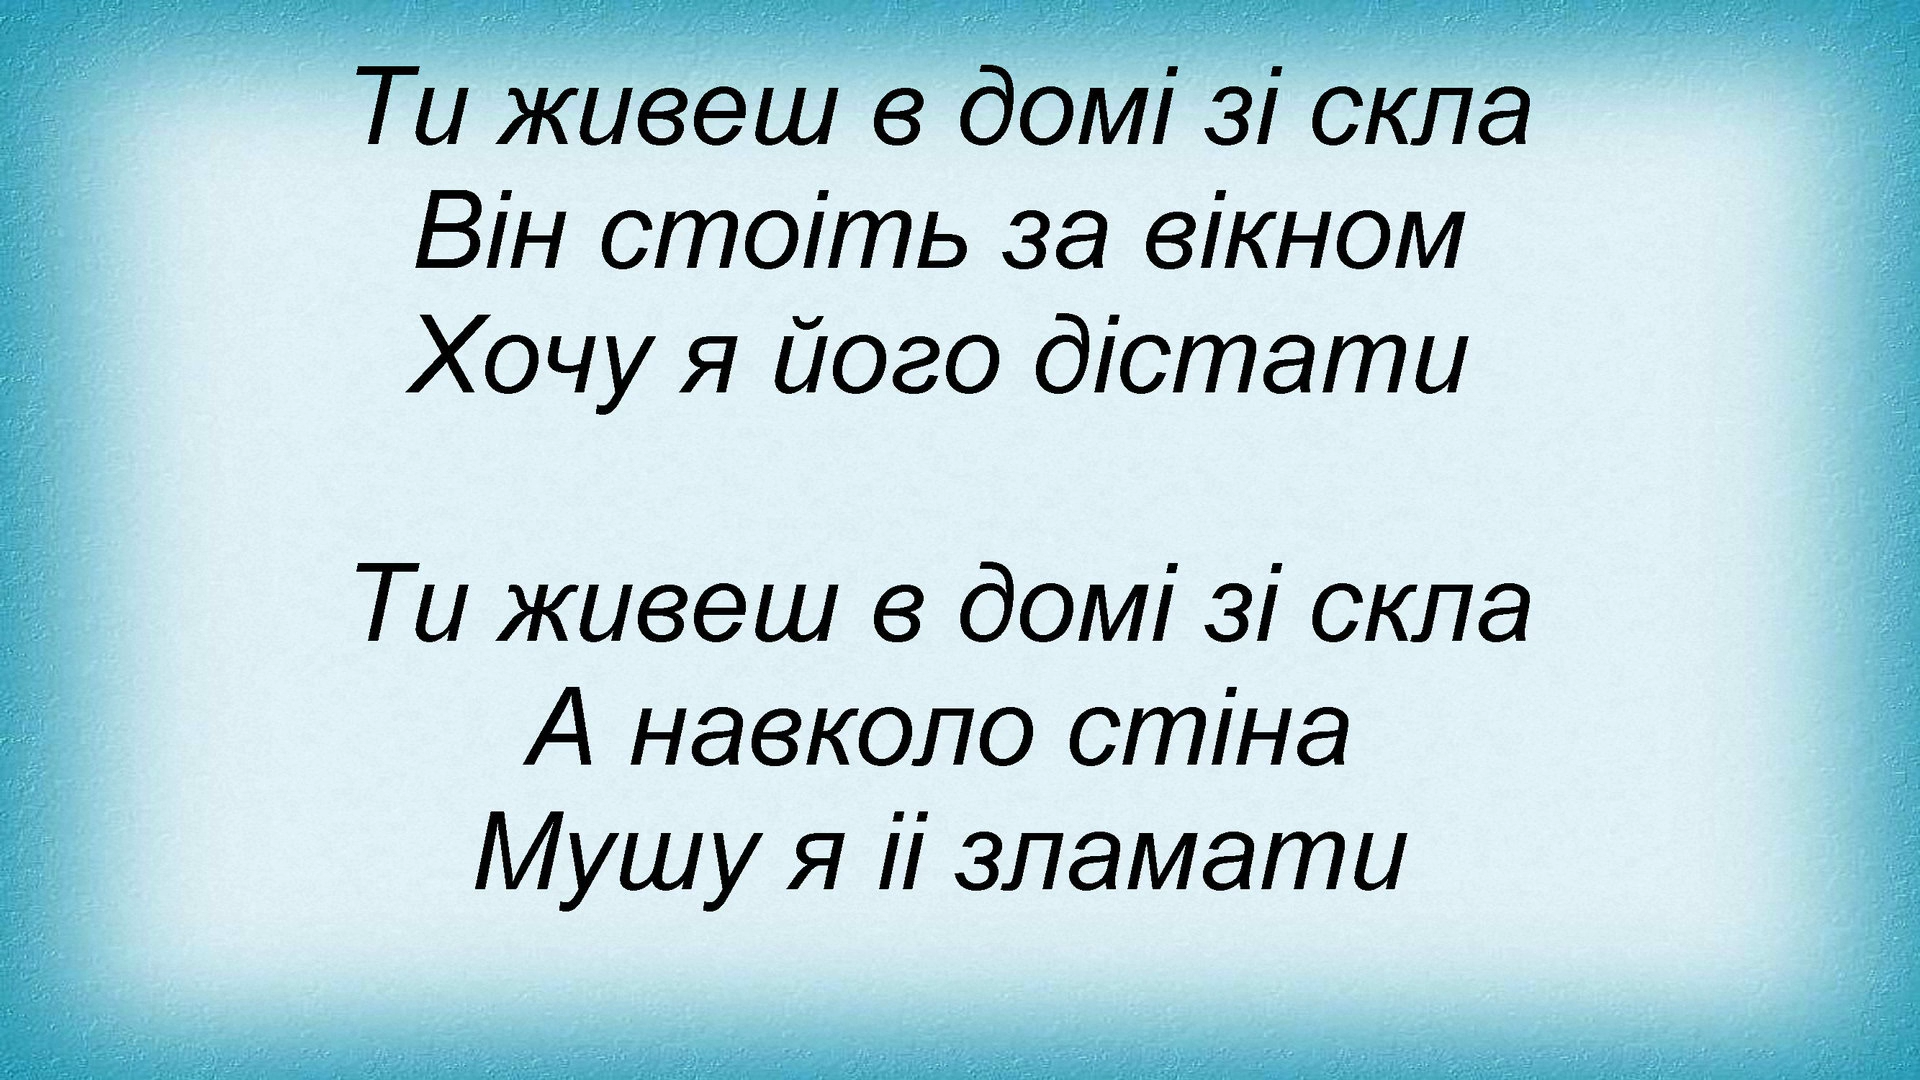 Ти живеш в домі зі скла
Він стоіть за вікном
Хочу я його дістати
Ти живеш в домі зі скла
А навколо стіна
Мушу я іі зламати